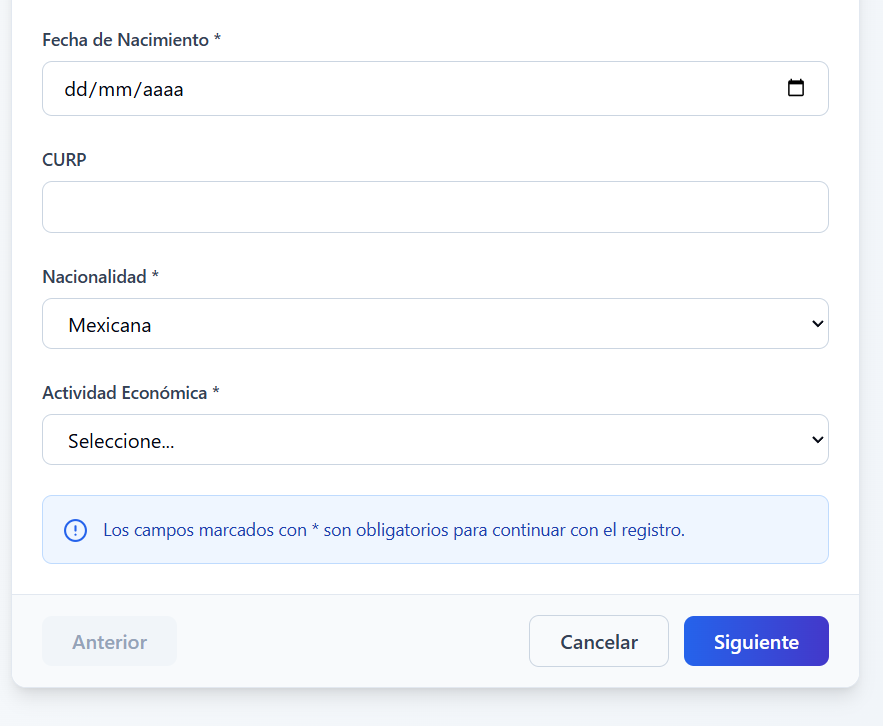 Fecha de Nacimiento *
dd/mm/aaaa
CURP
Nacionalidad *
Mexicana
Actividad Económica *
Seleccione...
Los campos marcados con * son obligatorios para continuar con el registro.
Anterior
Cancelar
Siguiente